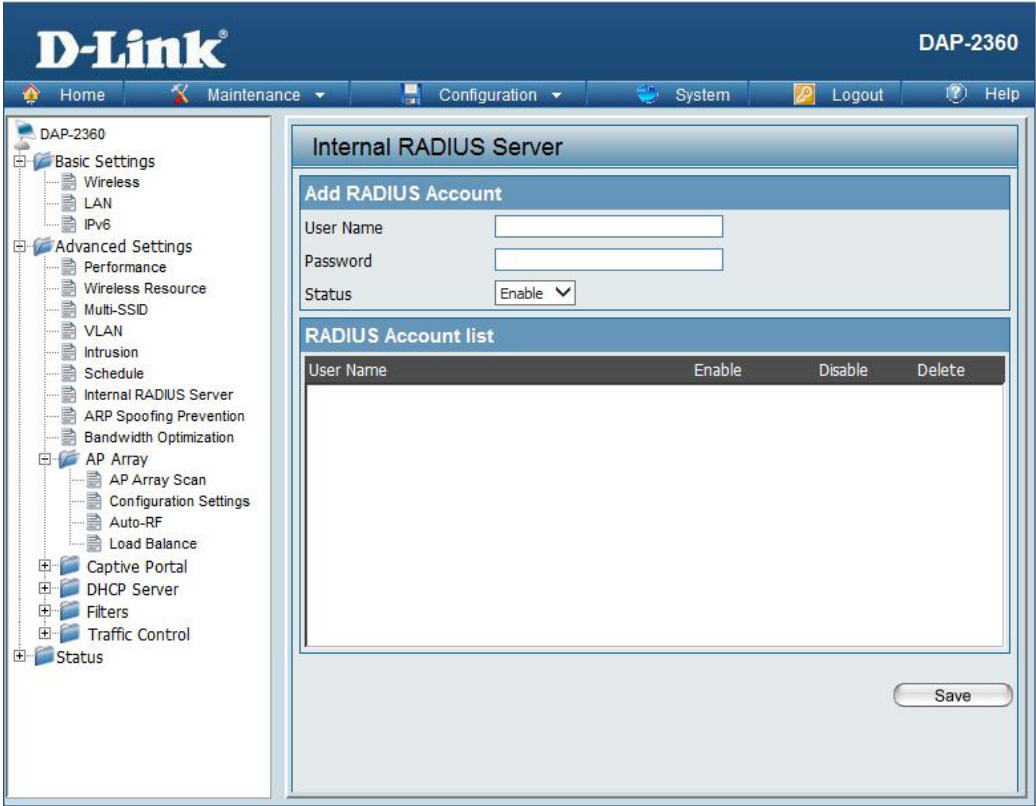 D-Link®
DAP-2360
Home Maintenance Configuration System Logout Help
DAP-2360
Basic Settings
Wireless
LAN
IPv6
Advanced Settings
Performance
Wireless Resource
Multi-SSID
VLAN
Intrusion
Schedule
Internal RADIUS Server
ARP Spoofing Prevention
Bandwidth Optimization
AP Array
AP Array Scan
Configuration Settings
Auto-RF
Load Balance
Captive Portal
DHCP Server
Filters
Traffic Control
Status
Internal RADIUS Server
Add RADIUS Account
User Name
Password
Status Enable
RADIUS Account list
User Name Enable Disable Delete
Save